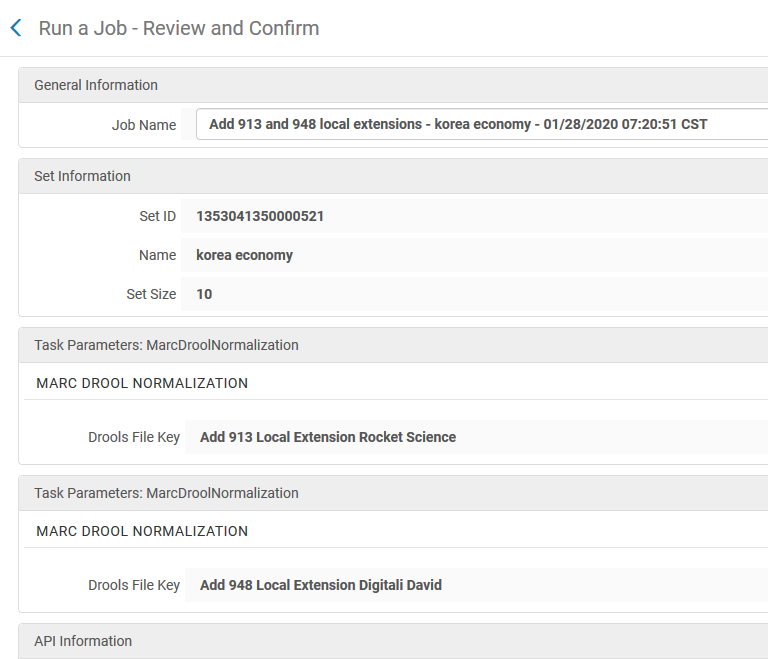 Run a Job - Review and Confirm
General Information
Job Name Add 913 and 948 local extensions - korea economy - 01/28/2020 07:20:51 CST
Set Information
Set ID 1353041350000521
Name korea economy
Set Size 10
Task Parameters: MarcDroolNormalization
MARC DROOL NORMALIZATION
Drools File Key Add 913 Local Extension Rocket Science
Task Parameters: MarcDroolNormalization
MARC DROOL NORMALIZATION
Drools File Key Add 948 Local Extension Digitali David
API Information